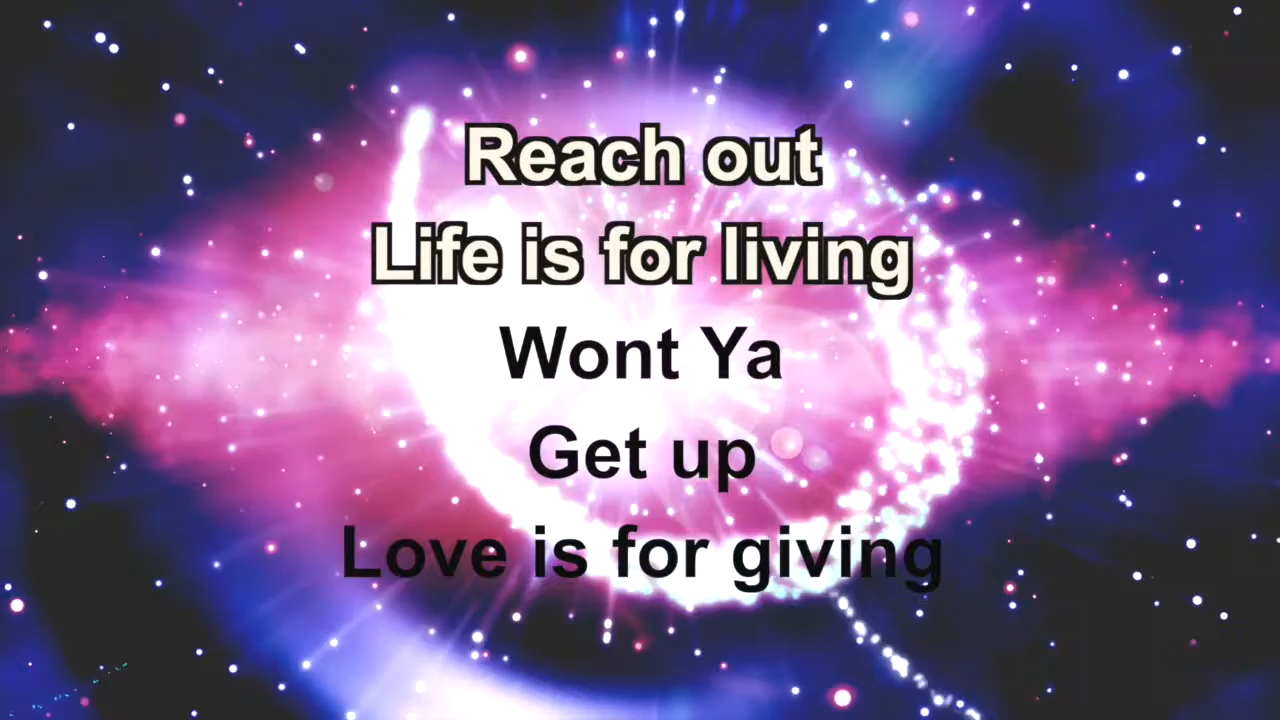 Reach out
Life is for living
Wont Ya
Get up
Love is for giving